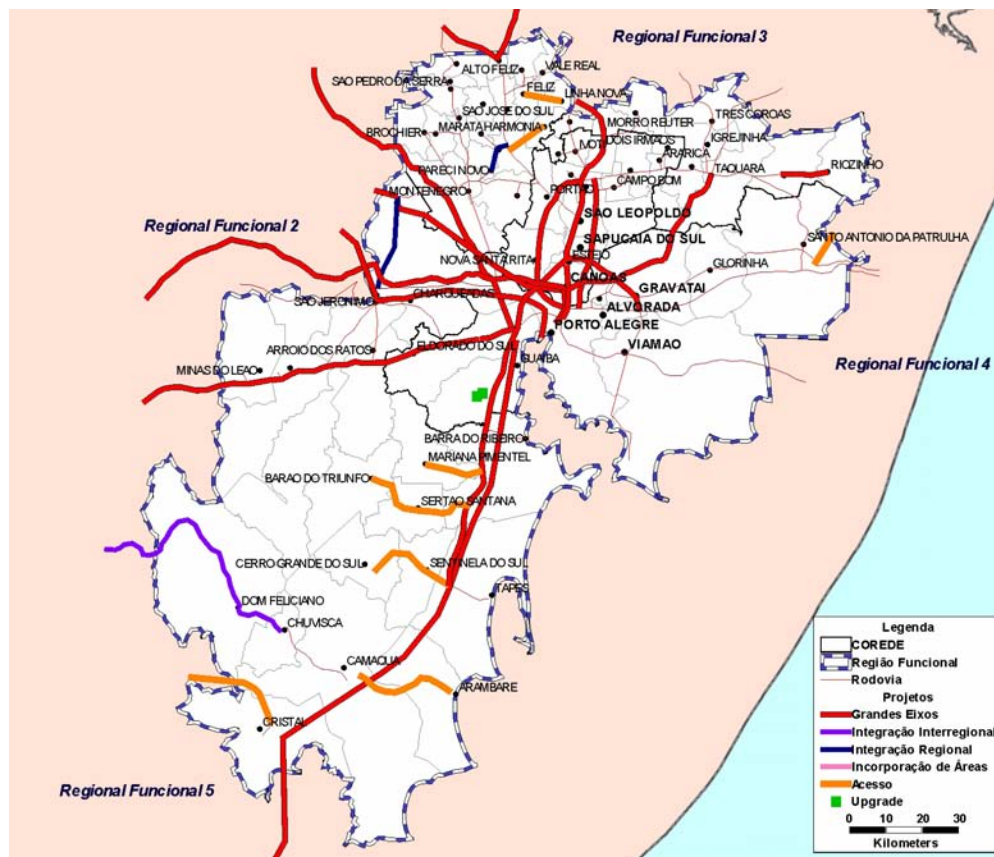 Regional Funcional 3
ALTO FELIZ
VALE REAL
SAO PEDRO DA SERRA
FELIZ
LINHA NOVA
SAO JOSE DO SUL
MORRO REUTER
TRES COROAS
BROCHIER
MARATA
HARMONIA
IVOTI
DOIS IRMAOS
IGREJINHA
ARARICA
TAQUARA
RIOZINHO
PARECI NOVO
MONTENEGRO
PORTAO
CAMPO BOM
SAO LEOPOLDO
Regional Funcional 2
SAPUCAIA DO SUL
SANTO ANTONIO DA PATRULHA
NOVA SANTA RITA
ESTEIO
GLORINHA
CANOAS
GRAVATAI
SAO JERONIMO
CHARQUEADAS
ALVORADA
PORTO ALEGRE
ELDORADO DO SUL
VIAMAO
ARROIO DOS RATOS
GUAIBA
MINAS DO LEAO
Regional Funcional 4
BARRA DO RIBEIRO
MARIANA PIMENTEL
BARAO DO TRIUNFO
SERTAO SANTANA
CERRO GRANDE DO SUL
SENTINELA DO SUL
TAPES
DOM FELICIANO
CHUVISCA
CAMAQUA
ARAMBARE
CRISTAL
Regional Funcional 5
Legenda
COREDE
Região Funcional
Rodovia
Projetos
Grandes Eixos
Integração Interregional
Integração Regional
Incorporação de Áreas
Acesso
Upgrade
0 10 20 30
Kilometers